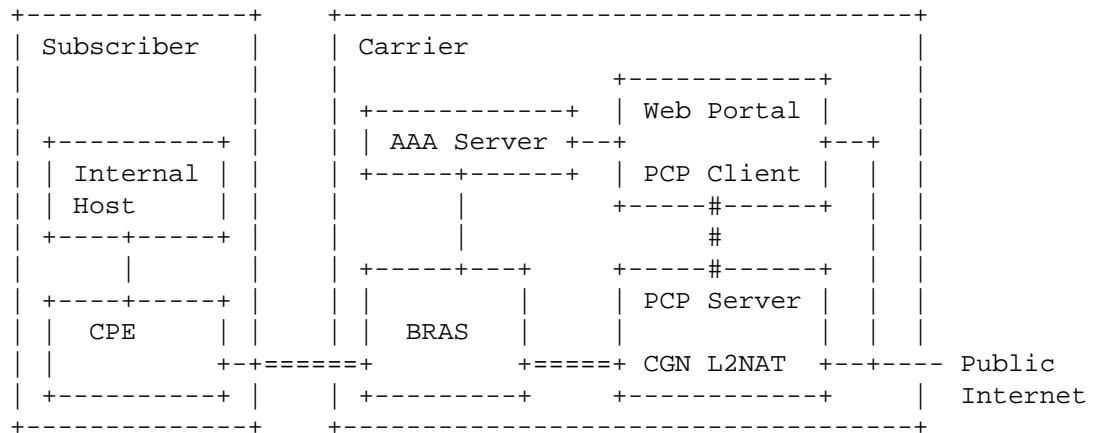 Subscriber
Carrier
Web Portal
AAA Server
Internal
Host
PCP Client
PCP Server
CPE
BRAS
CGN L2NAT
Public
Internet